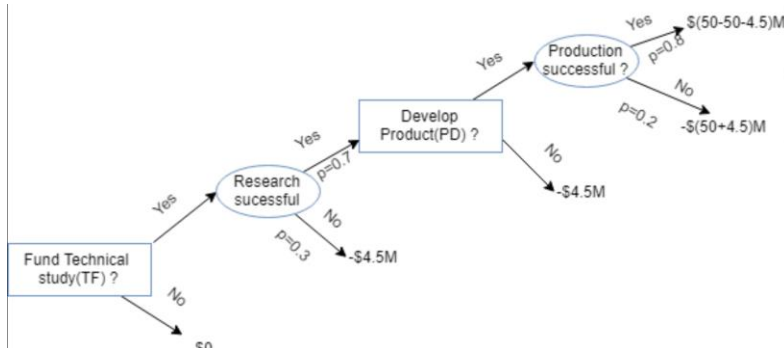 Yes
$(50-50-4.5)M
p=0.8
Production
successful ?
Yes
No
p=0.2
-$(50+4.5)M
Develop
Product(PD) ?
Yes
p=0.7
No
-$4.5M
Research
sucessful
Yes
No
p=0.3
-$4.5M
Fund Technical
study(TF) ?
No
$0